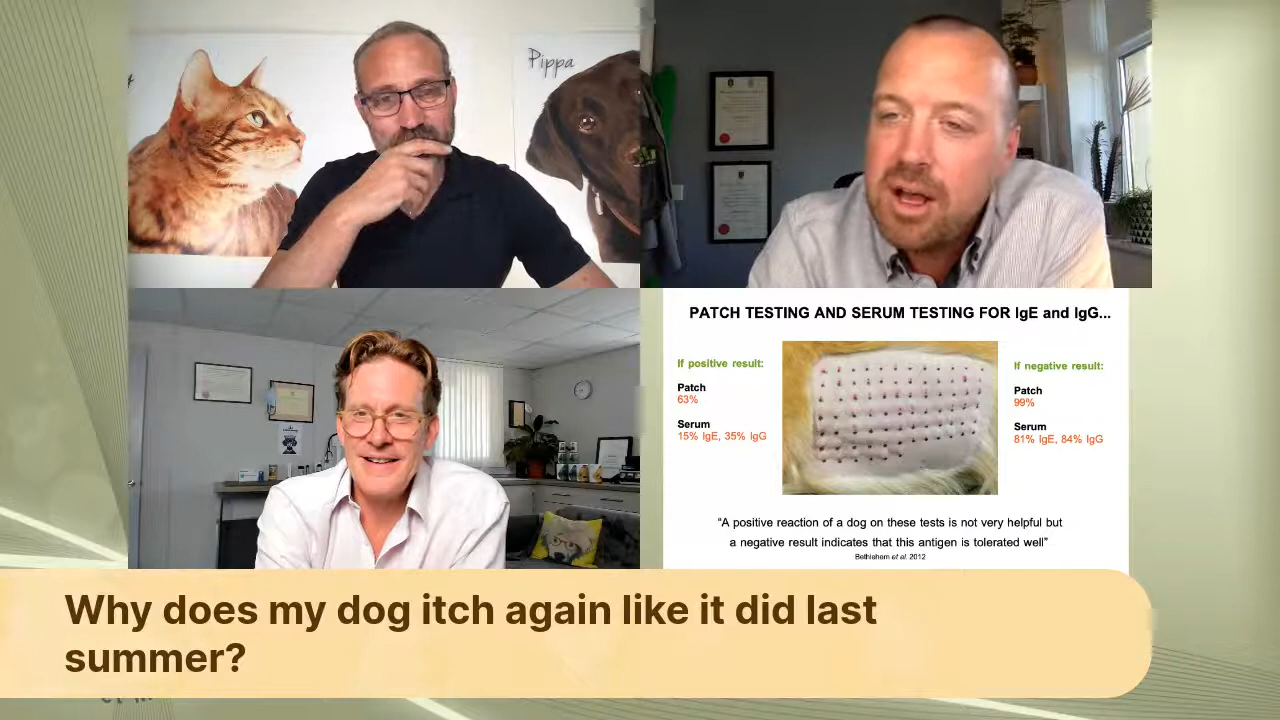 Pippa
PATCH TESTING AND SERUM TESTING FOR IgE and IgG...
If positive result:
Patch
63%
Serum
15% IgE, 35% IgG
If negative result:
Patch
99%
Serum
81% IgE, 84% IgG
"A positive reaction of a dog on these tests is not very helpful but
a negative result indicates that this antigen is tolerated well"
Bethlehem et al. 2012
Why does my dog itch again like it did last
summer?